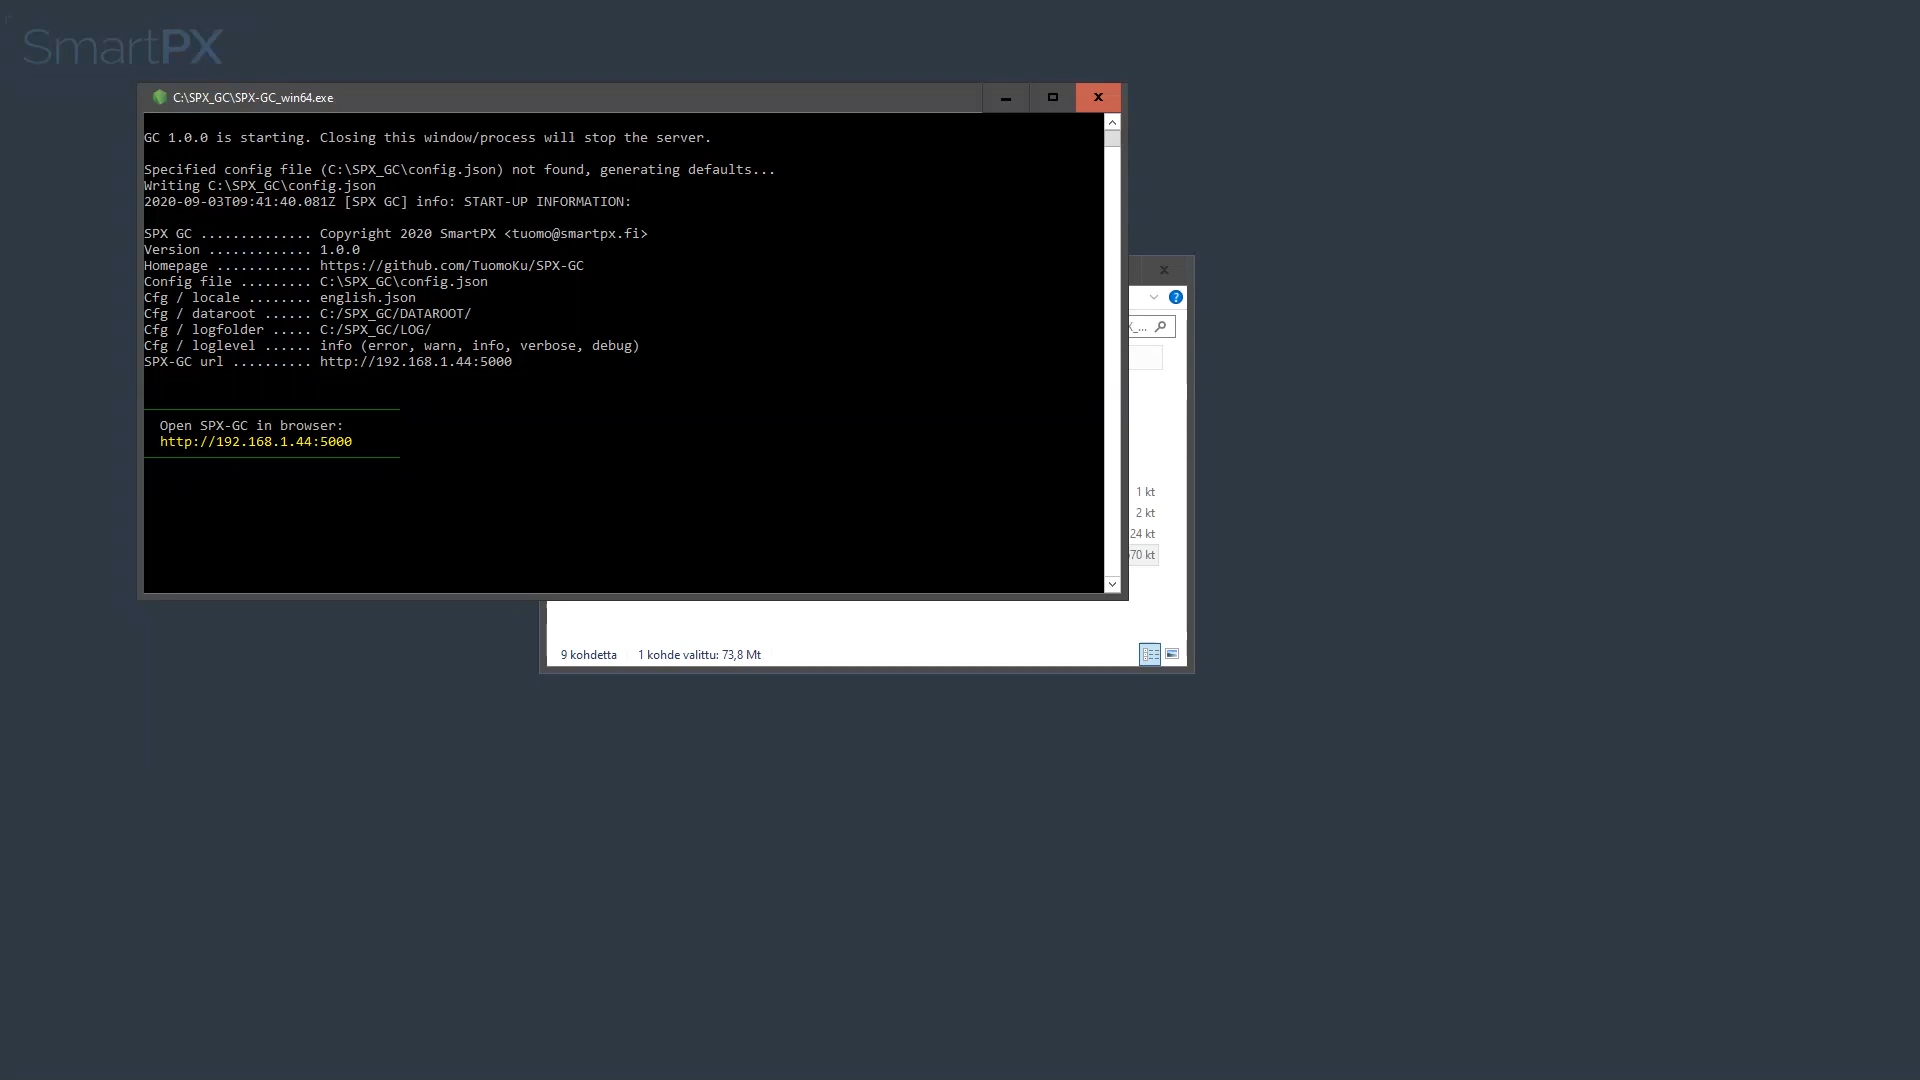 SmartPX
C:\SPX_GC\SPX-GC_win64.exe
GC 1.0.0 is starting. Closing this window/process will stop the server.
Specified config file (C:\SPX_GC\config.json) not found, generating defaults...
Writing C:\SPX_GC\config.json
2020-09-03T09:41:40.081Z [SPX GC] info: START-UP INFORMATION:
SPX GC .............. Copyright 2020 SmartPX <tuomo@smartpx.fi>
Version ............. 1.0.0
Homepage ............ https://github.com/TuomoKu/SPX-GC
Config file ......... C:\SPX_GC\config.json
Cfg / locale ........ english.json
Cfg / dataroot ...... C:/SPX_GC/DATAROOT/
Cfg / logfolder ..... C:/SPX_GC/LOG/
Cfg / loglevel ...... info (error, warn, info, verbose, debug)
SPX-GC url .......... http://192.168.1.44:5000
Open SPX-GC in browser:
http://192.168.1.44:5000
1 kt
2 kt
24 kt
70 kt
9 kohdetta 1 kohde valittu: 73,8 Mt